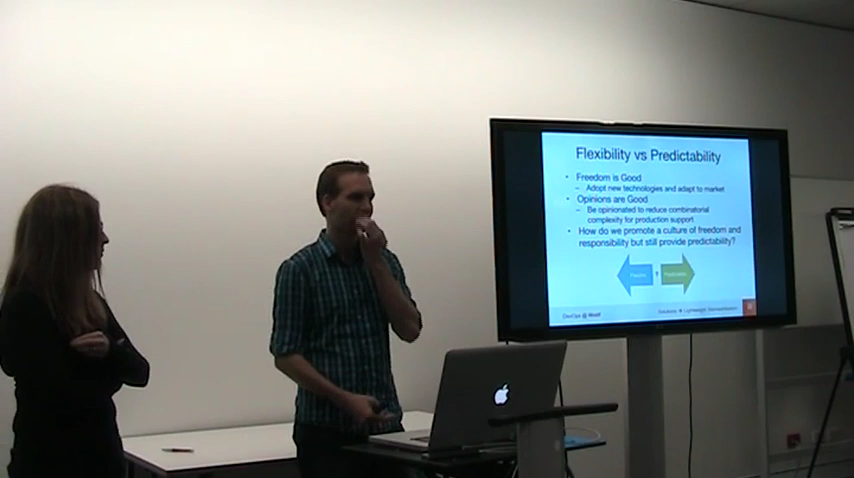 Flexibility vs Predictability
• Freedom is Good
– Adopt new technologies and adapt to market
• Opinions are Good
– Be opinionated to reduce combinatorial
complexity for production support
• How do we promote a culture of freedom and
responsibility but still provide predictability?
?
DevOps @